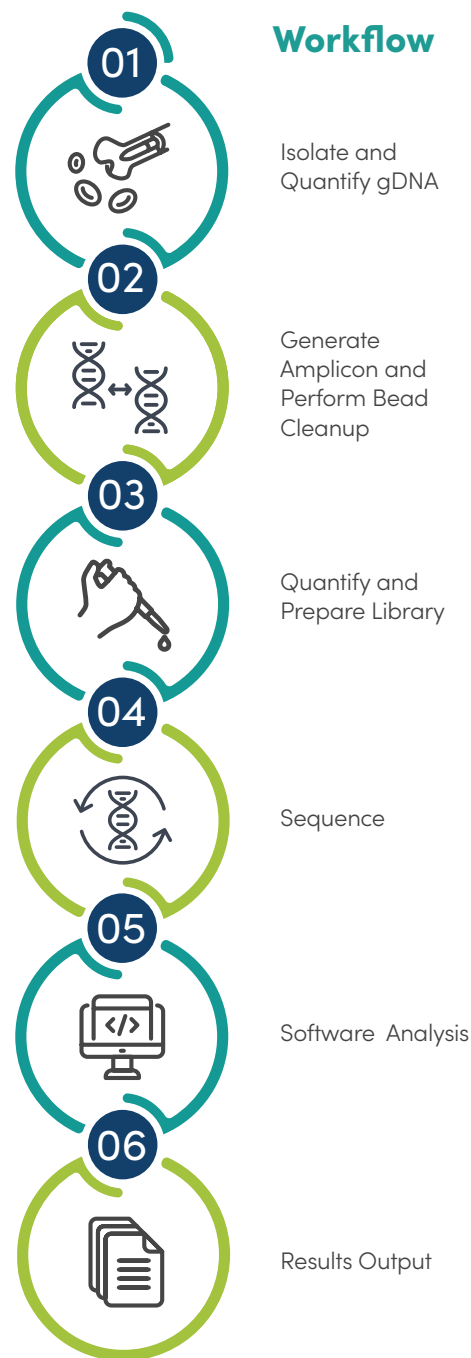 Workflow
01
Isolate and
Quantify gDNA
02
Generate
Amplicon and
Perform Bead
Cleanup
03
Quantify and
Prepare Library
04
Sequence
05
</>
Software Analysis
06
Results Output